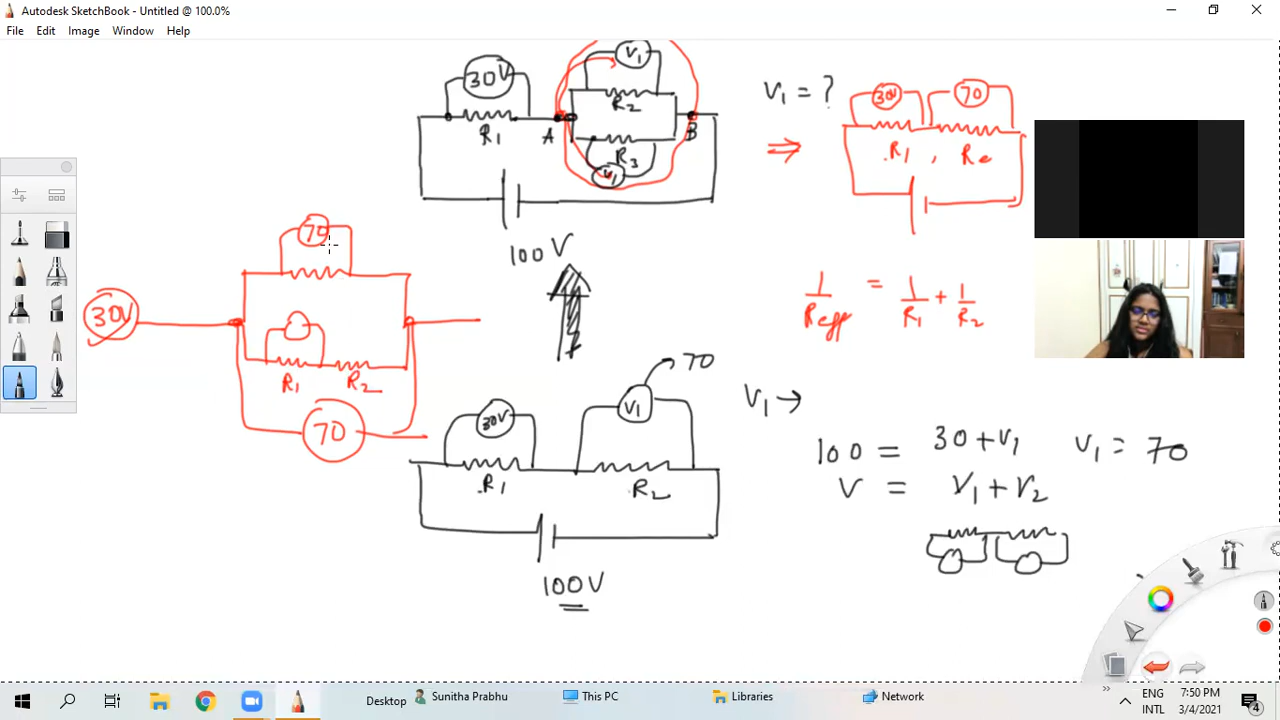 Autodesk SketchBook - Untitled @ 100.0%
File Edit Image Window Help
30V
V1
R1
A
R2
B
R3
V1
100 V
V1 = ?
⇒
30V
70
R1 , Re
1/Reff = 1/R1 + 1/R2
70
30V
R1
R2
70
30V
V1
70
R1
R2
100V
V1 →
100 = 30 + V1
V1 = 70
V = V1 + V2
Desktop
Sunitha Prabhu
This PC
Libraries
Network
ENG
INTL
7:50 PM
3/4/2021
4